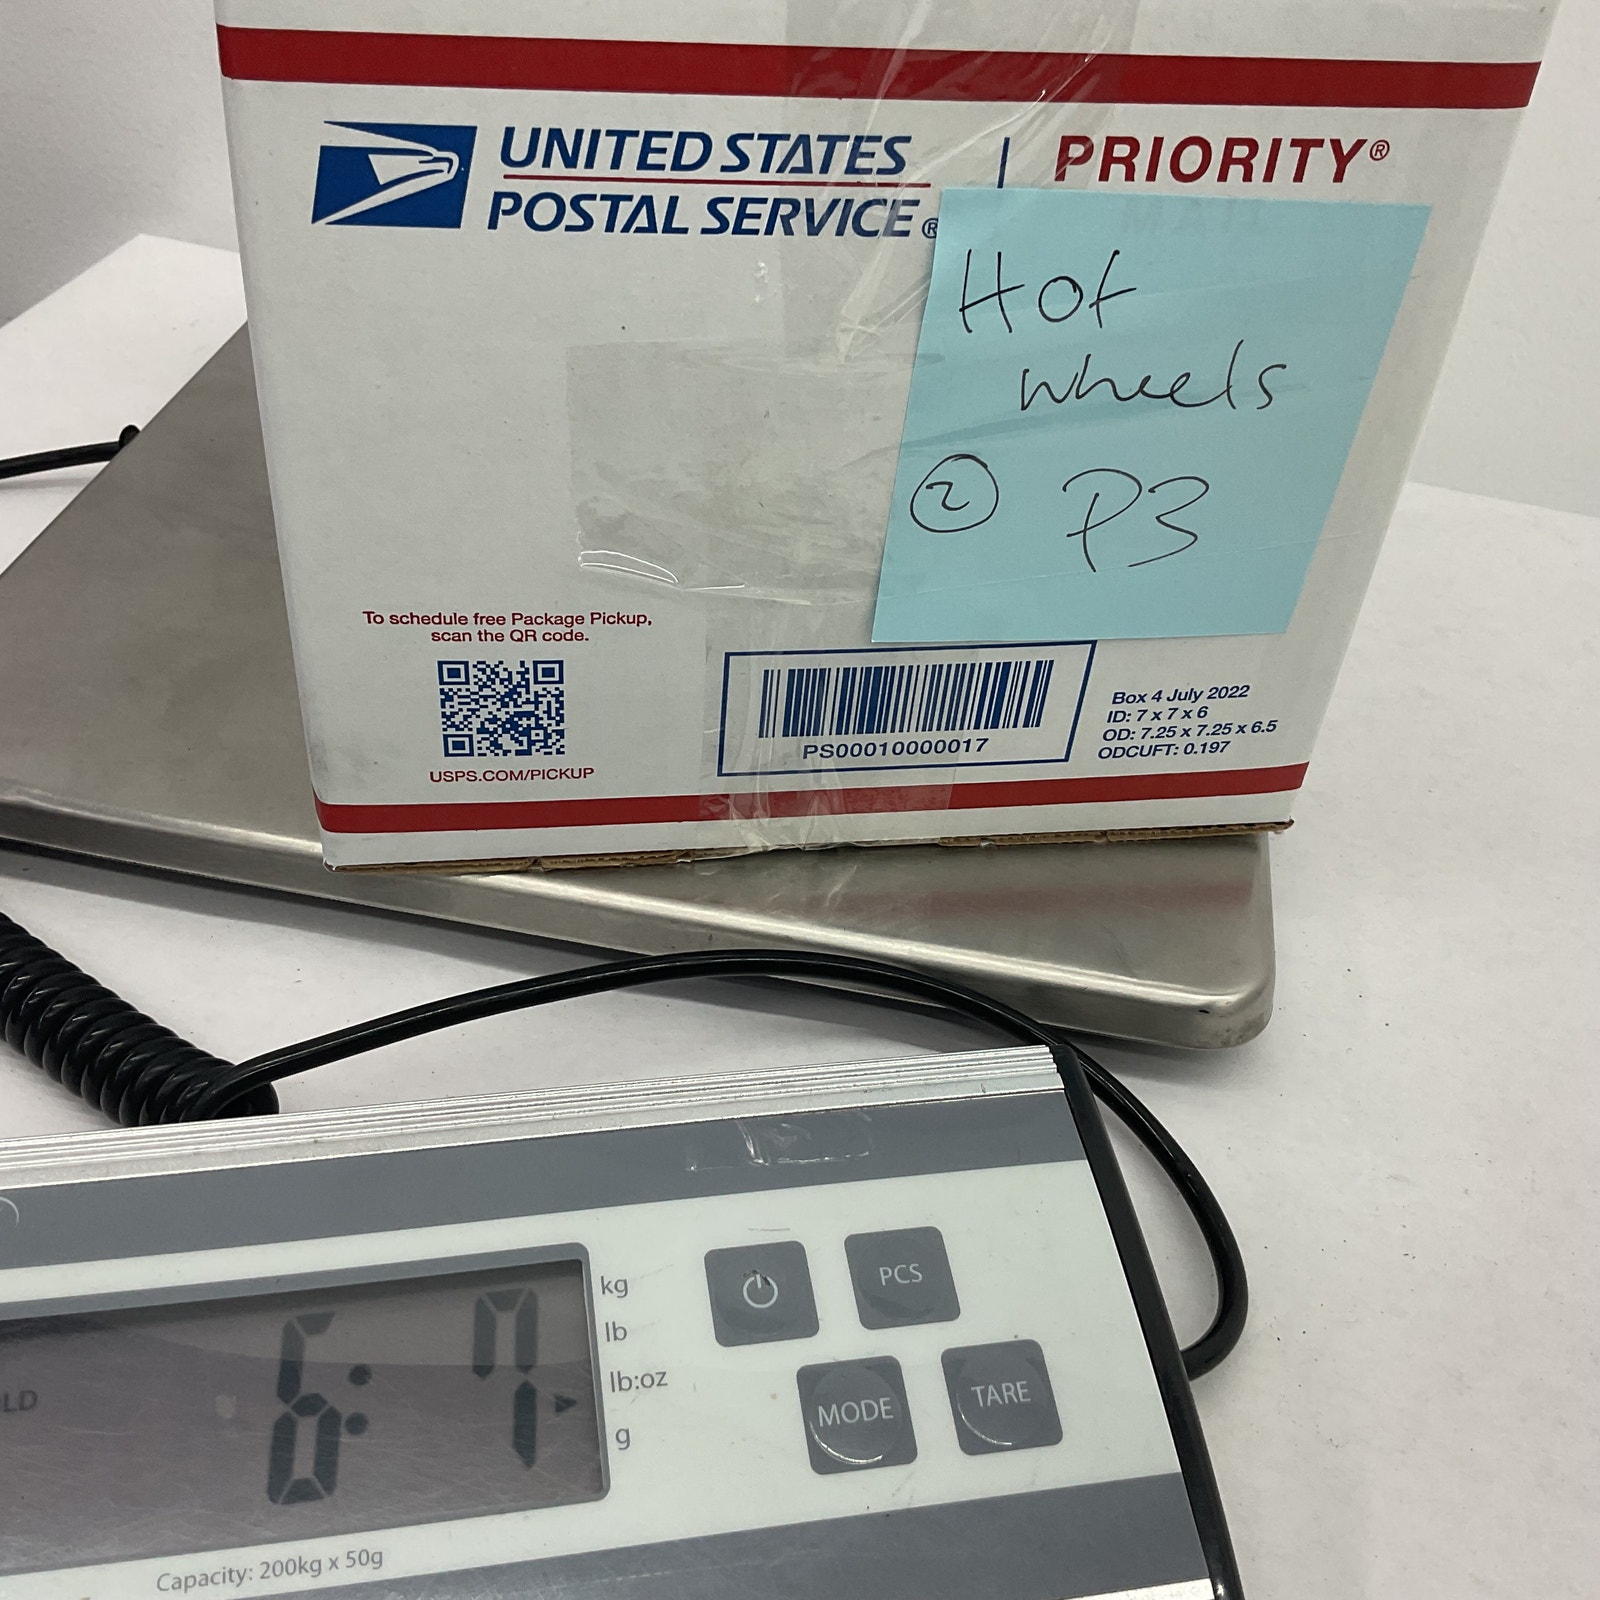 UNITED STATES
POSTAL SERVICE®
PRIORITY®
MAIL
Hot
wheels
② P3
To schedule free Package Pickup,
scan the QR code.
USPS.COM/PICKUP
PS00010000017
Box 4 July 2022
ID: 7 x 7 x 6
OD: 7.25 x 7.25 x 6.5
ODCUFT: 0.197
kg
lb
lb:oz
g
6:7
PCS
MODE
TARE
Capacity: 200kg x 50g